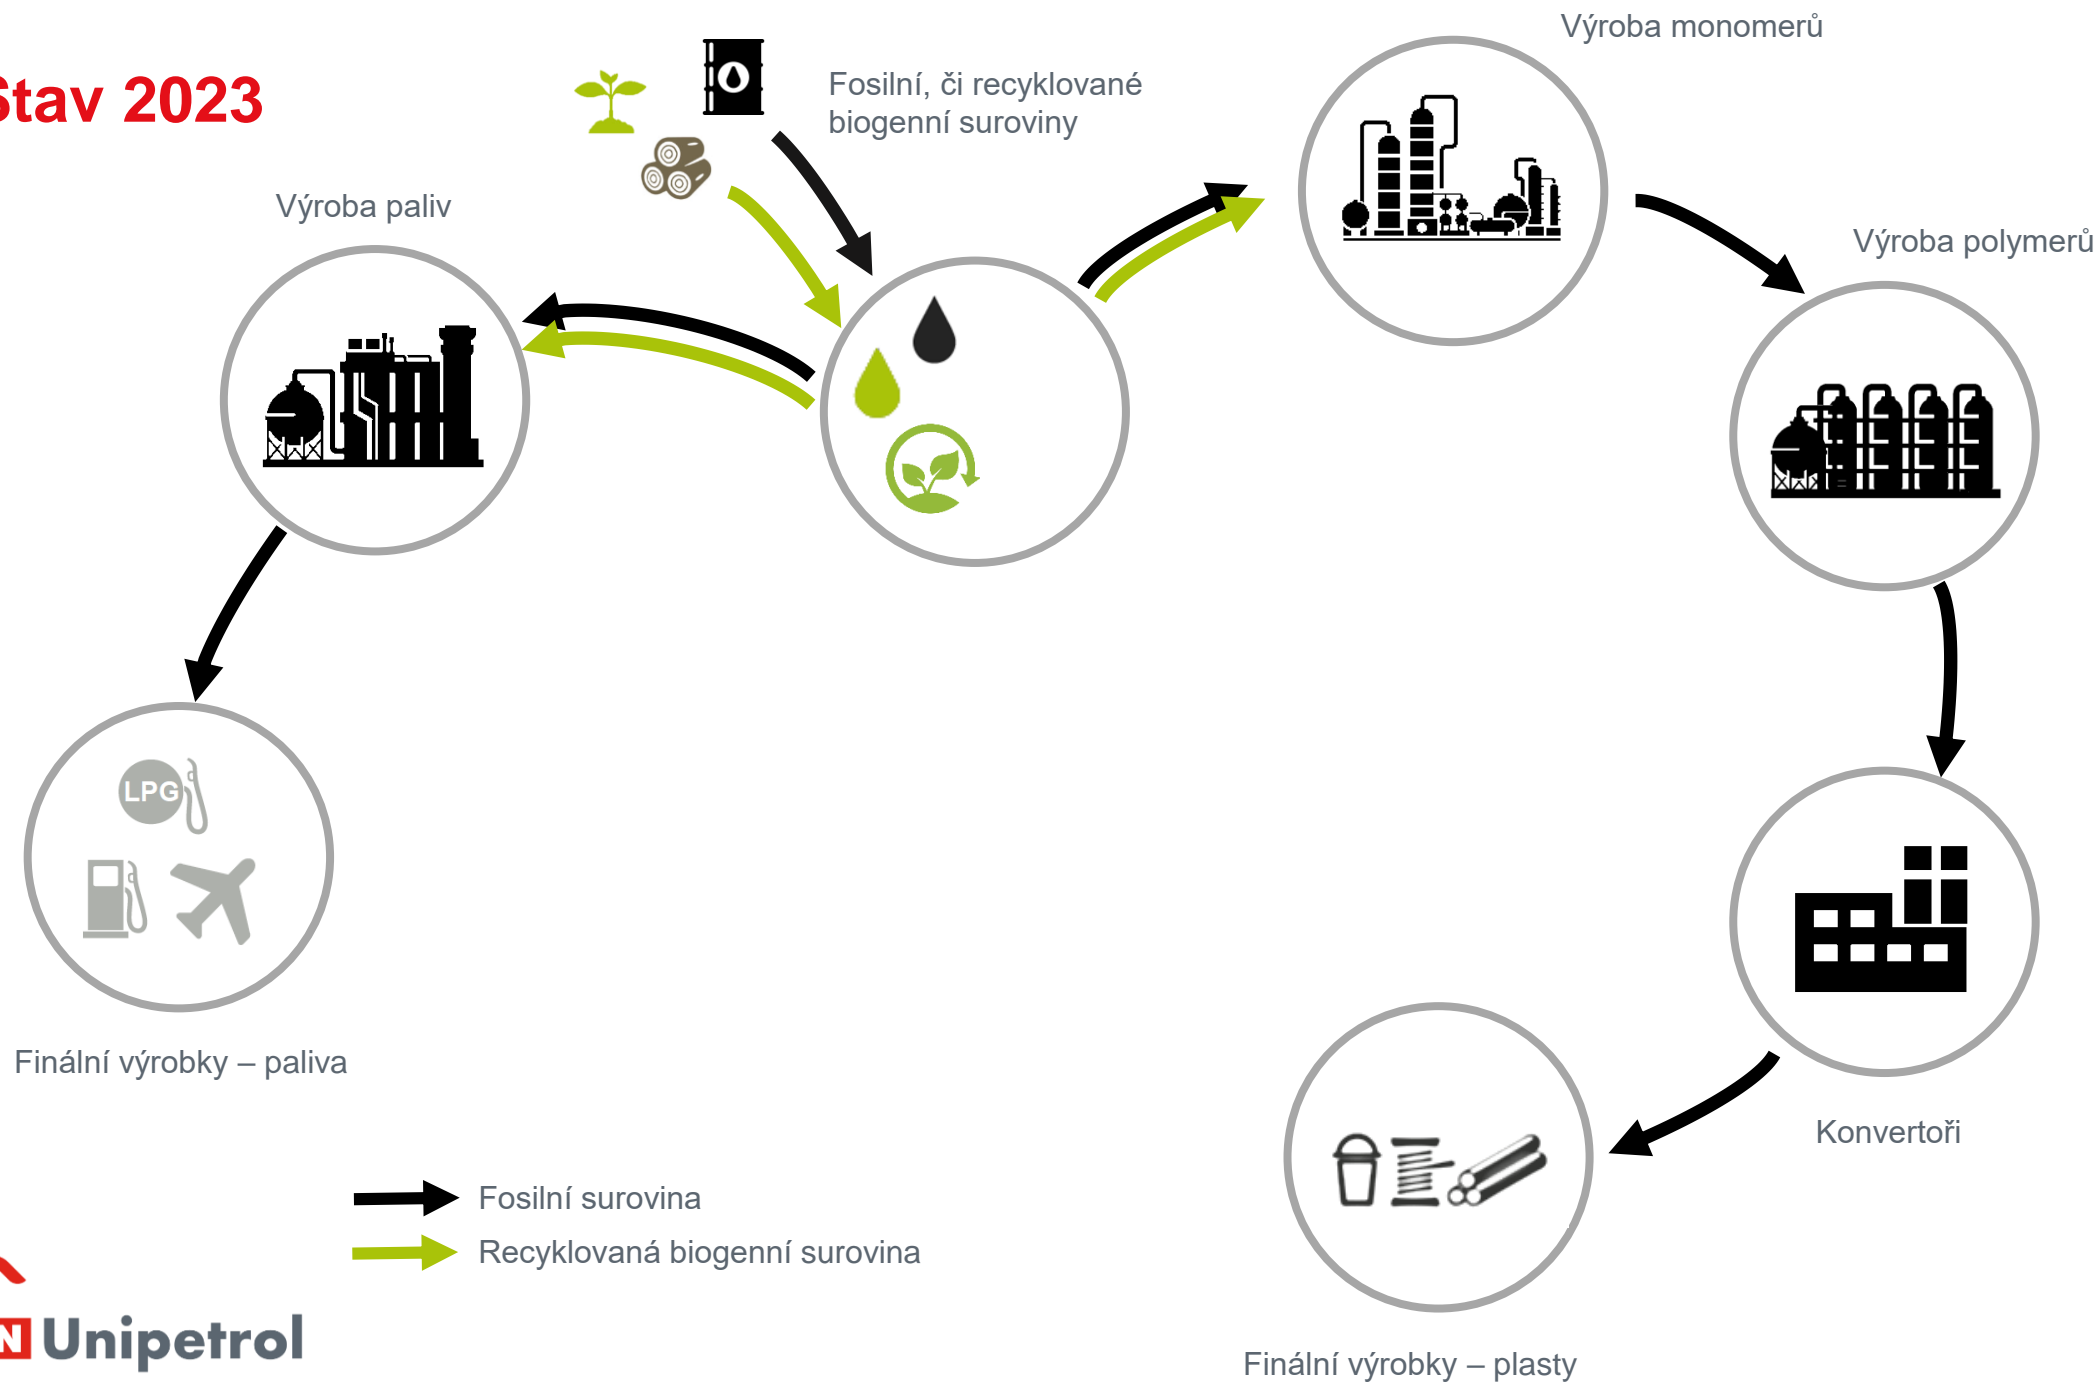 Stav 2023
Výroba monomerů
Fosilní, či recyklované
biogenní suroviny
Výroba paliv
Výroba polymerů
LPG
Finální výrobky – paliva
Konvertoři
Fosilní surovina
Recyklovaná biogenní surovina
N Unipetrol
Finální výrobky – plasty